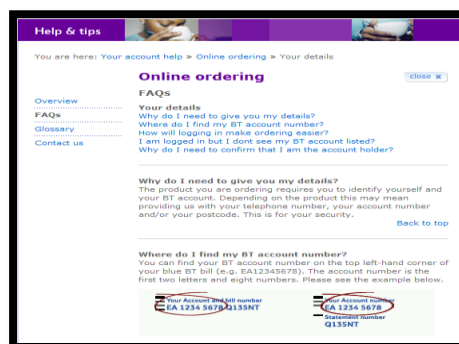 Help & tips
You are here: Your account help » Online ordering » Your details
Online ordering
close x
Overview
FAQs
Glossary
Contact us
FAQs
Your details
Why do I need to give you my details?
Where do I find my BT account number?
How will logging in make ordering easier?
I am logged in but I dont see my BT account listed?
Why do I need to confirm that I am the account holder?
Why do I need to give you my details?
The product you are ordering requires you to identify yourself and
your BT account. Depending on the product this may mean
providing us with your telephone number, your account number
and/or your postcode. This is for your security.
Back to top
Where do I find my BT account number?
You can find your BT account number on the top left-hand corner of
your blue BT bill (e.g. EA12345678). The account number is the
first two letters and eight numbers. Please see the example below.
Your Account and bill number
EA 1234 5678 Q135NT
Your Account number
EA 1234 5678
Statement number
Q135NT